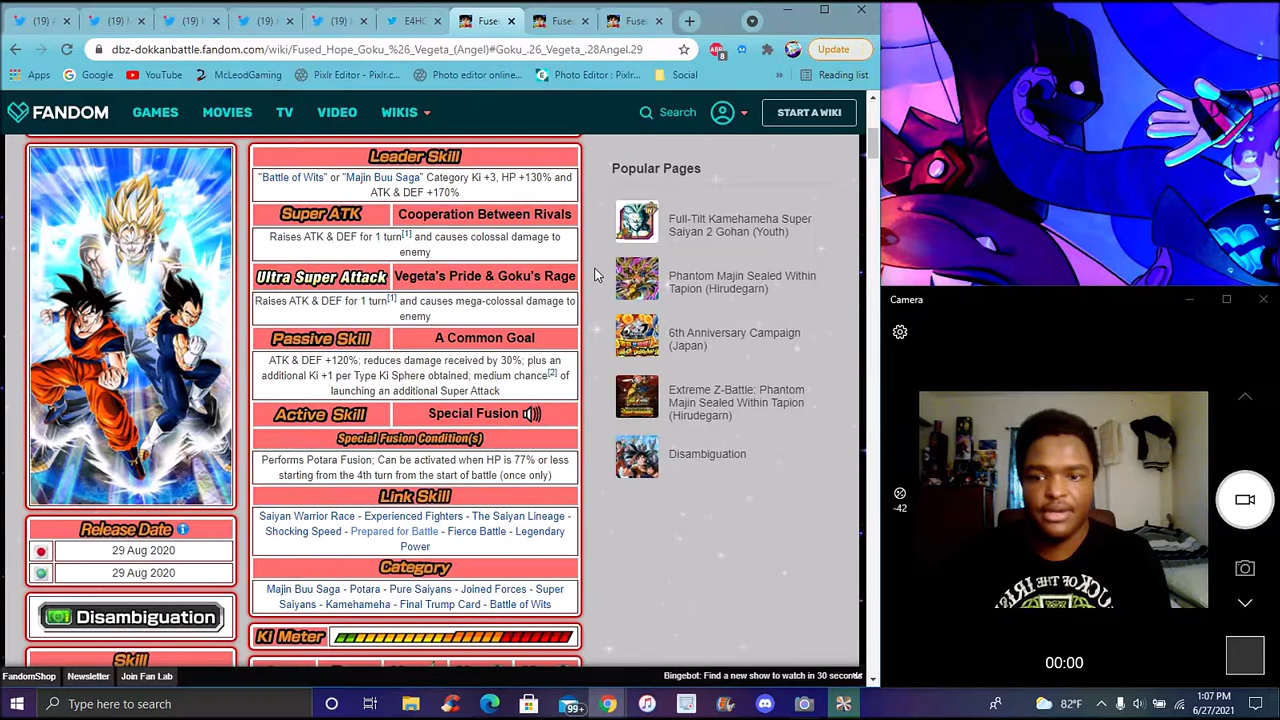 (19)
(19)
(19)
(19)
(19)
E4HC
Fuse
Fused
Fused
dbz-dokkanbattle.fandom.com/wiki/Fused_Hope_Goku_%26_Vegeta_(Angel)#Goku_.26_Vegeta_.28Angel.29
8
Update
Apps
Google
YouTube
McLeodGaming
Pixlr Editor - Pixlr.c...
Photo editor online...
Photo Editor : Pixlr...
Social
»
Reading list
FANDOM
GAMES
MOVIES
TV
VIDEO
WIKIS
Search
START A WIKI
Leader Skill
"Battle of Wits" or "Majin Buu Saga" Category Ki +3, HP +130% and
ATK & DEF +170%
Super ATK
Cooperation Between Rivals
Raises ATK & DEF for 1 turn[1] and causes colossal damage to
enemy
Ultra Super Attack
Vegeta's Pride & Goku's Rage
Raises ATK & DEF for 1 turn[1] and causes mega-colossal damage to
enemy
Passive Skill
A Common Goal
ATK & DEF +120%; reduces damage received by 30%; plus an
additional Ki +1 per Type Ki Sphere obtained; medium chance[2] of
launching an additional Super Attack
Active Skill
Special Fusion
Special Fusion Condition(s)
Performs Potara Fusion; Can be activated when HP is 77% or less
starting from the 4th turn from the start of battle (once only)
Link Skill
Saiyan Warrior Race - Experienced Fighters - The Saiyan Lineage -
Shocking Speed - Prepared for Battle - Fierce Battle - Legendary
Power
Category
Majin Buu Saga - Potara - Pure Saiyans - Joined Forces - Super
Saiyans - Kamehameha - Final Trump Card - Battle of Wits
Ki Meter
Release Date
29 Aug 2020
29 Aug 2020
Disambiguation
Skill
Popular Pages
Full-Tilt Kamehameha Super
Saiyan 2 Gohan (Youth)
Phantom Majin Sealed Within
Tapion (Hirudegarn)
6th Anniversary Campaign
(Japan)
Extreme Z-Battle: Phantom
Majin Sealed Within Tapion
(Hirudegarn)
Disambiguation
FandomShop
Newsletter
Join Fan Lab
Bingebot: Find a new show to watch in 30 seconds
Camera
-42
00:00
Type here to search
99+
82°F
1:07 PM
6/27/2021